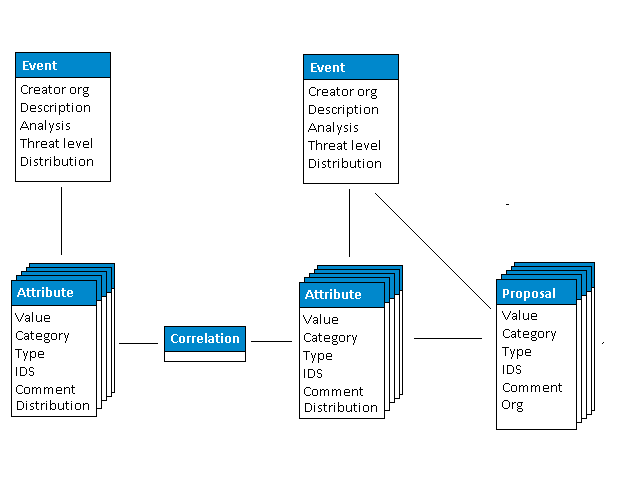 Event
Creator org
Description
Analysis
Threat level
Distribution
Event
Creator org
Description
Analysis
Threat level
Distribution
Attribute
Value
Category
Type
IDS
Comment
Distribution
Correlation
Attribute
Value
Category
Type
IDS
Comment
Distribution
Proposal
Value
Category
Type
IDS
Comment
Org